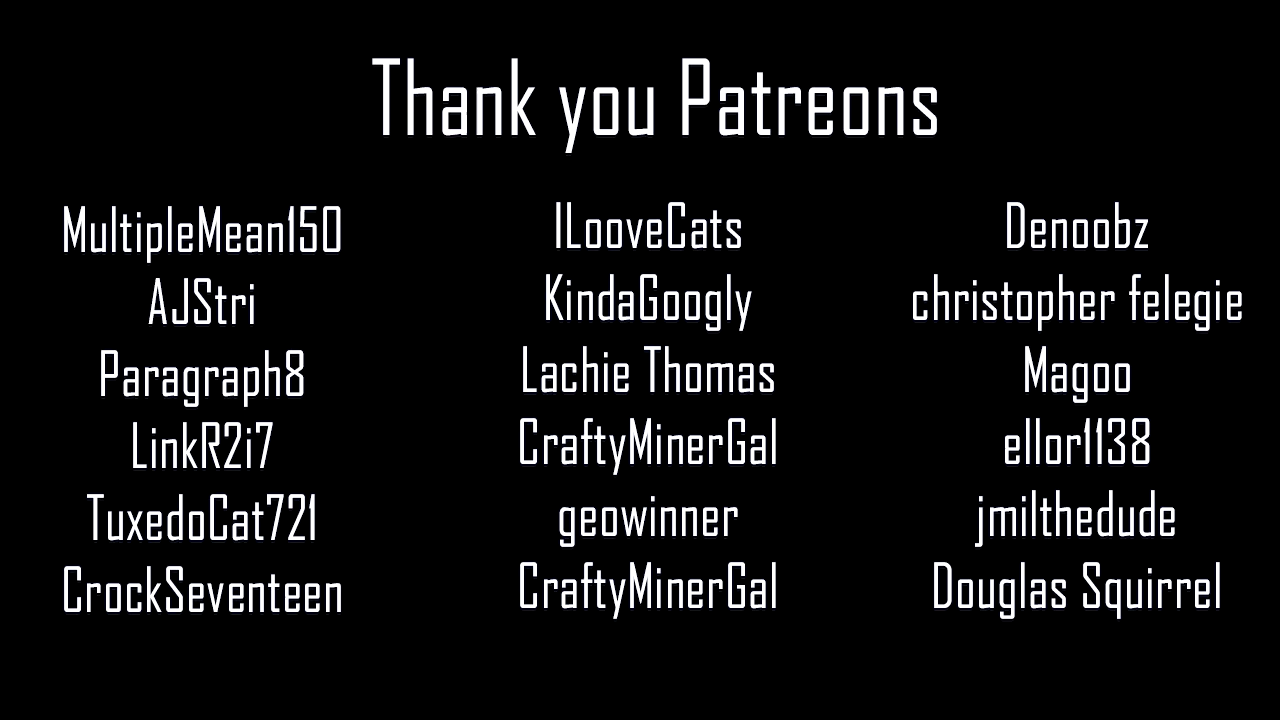 Thank you Patreons
MultipleMean150
AJStri
Paragraph8
LinkR2i7
TuxedoCat721
CrockSeventeen
ILooveCats
KindaGoogly
Lachie Thomas
CraftyMinerGal
geowinner
CraftyMinerGal
Denoobz
christopher felegie
Magoo
ellor1138
jmilthedude
Douglas Squirrel